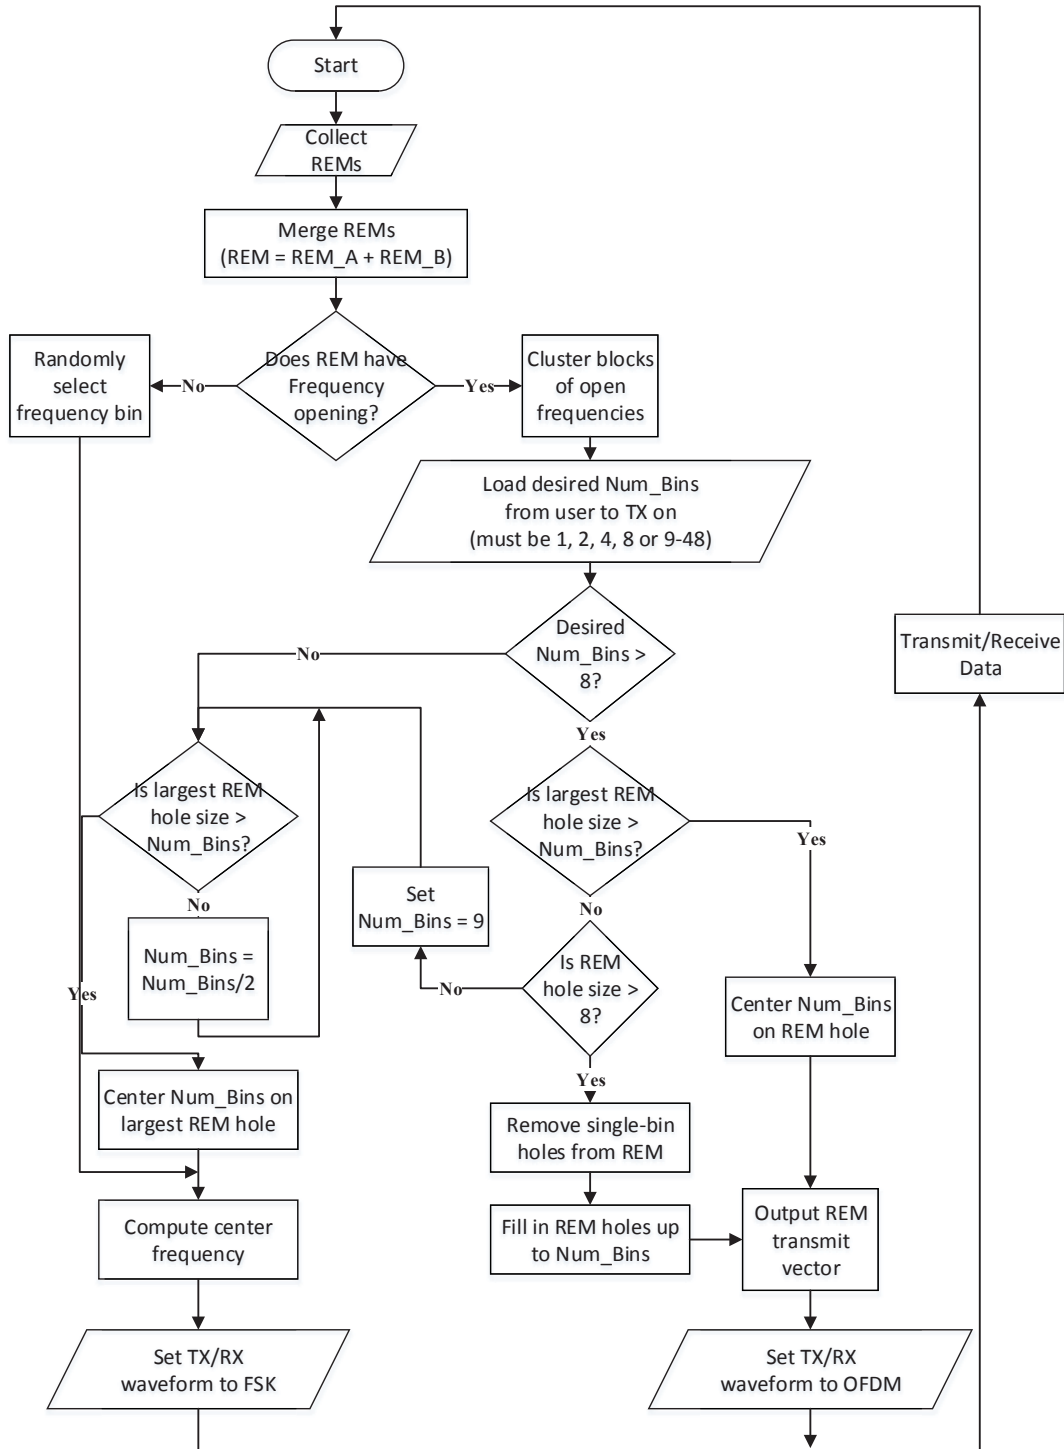 Start
Collect
REMs
Merge REMs
(REM = REM_A + REM_B)
Randomly
select
frequency bin
No
Does REM have
Frequency
opening?
Yes
Cluster blocks
of open
frequencies
Load desired Num_Bins
from user to TX on
(must be 1, 2, 4, 8 or 9-48)
Desired
Num_Bins >
8?
No
Yes
Transmit/Receive
Data
Is largest REM
hole size >
Num_Bins?
Is largest REM
hole size >
Num_Bins?
Yes
No
No
Set
Num_Bins = 9
Num_Bins =
Num_Bins/2
Is REM
hole size >
8?
No
Yes
Center Num_Bins
on REM hole
Yes
Center Num_Bins on
largest REM hole
Remove single-bin
holes from REM
Compute center
frequency
Fill in REM holes up
to Num_Bins
Output REM
transmit
vector
Set TX/RX
waveform to FSK
Set TX/RX
waveform to OFDM